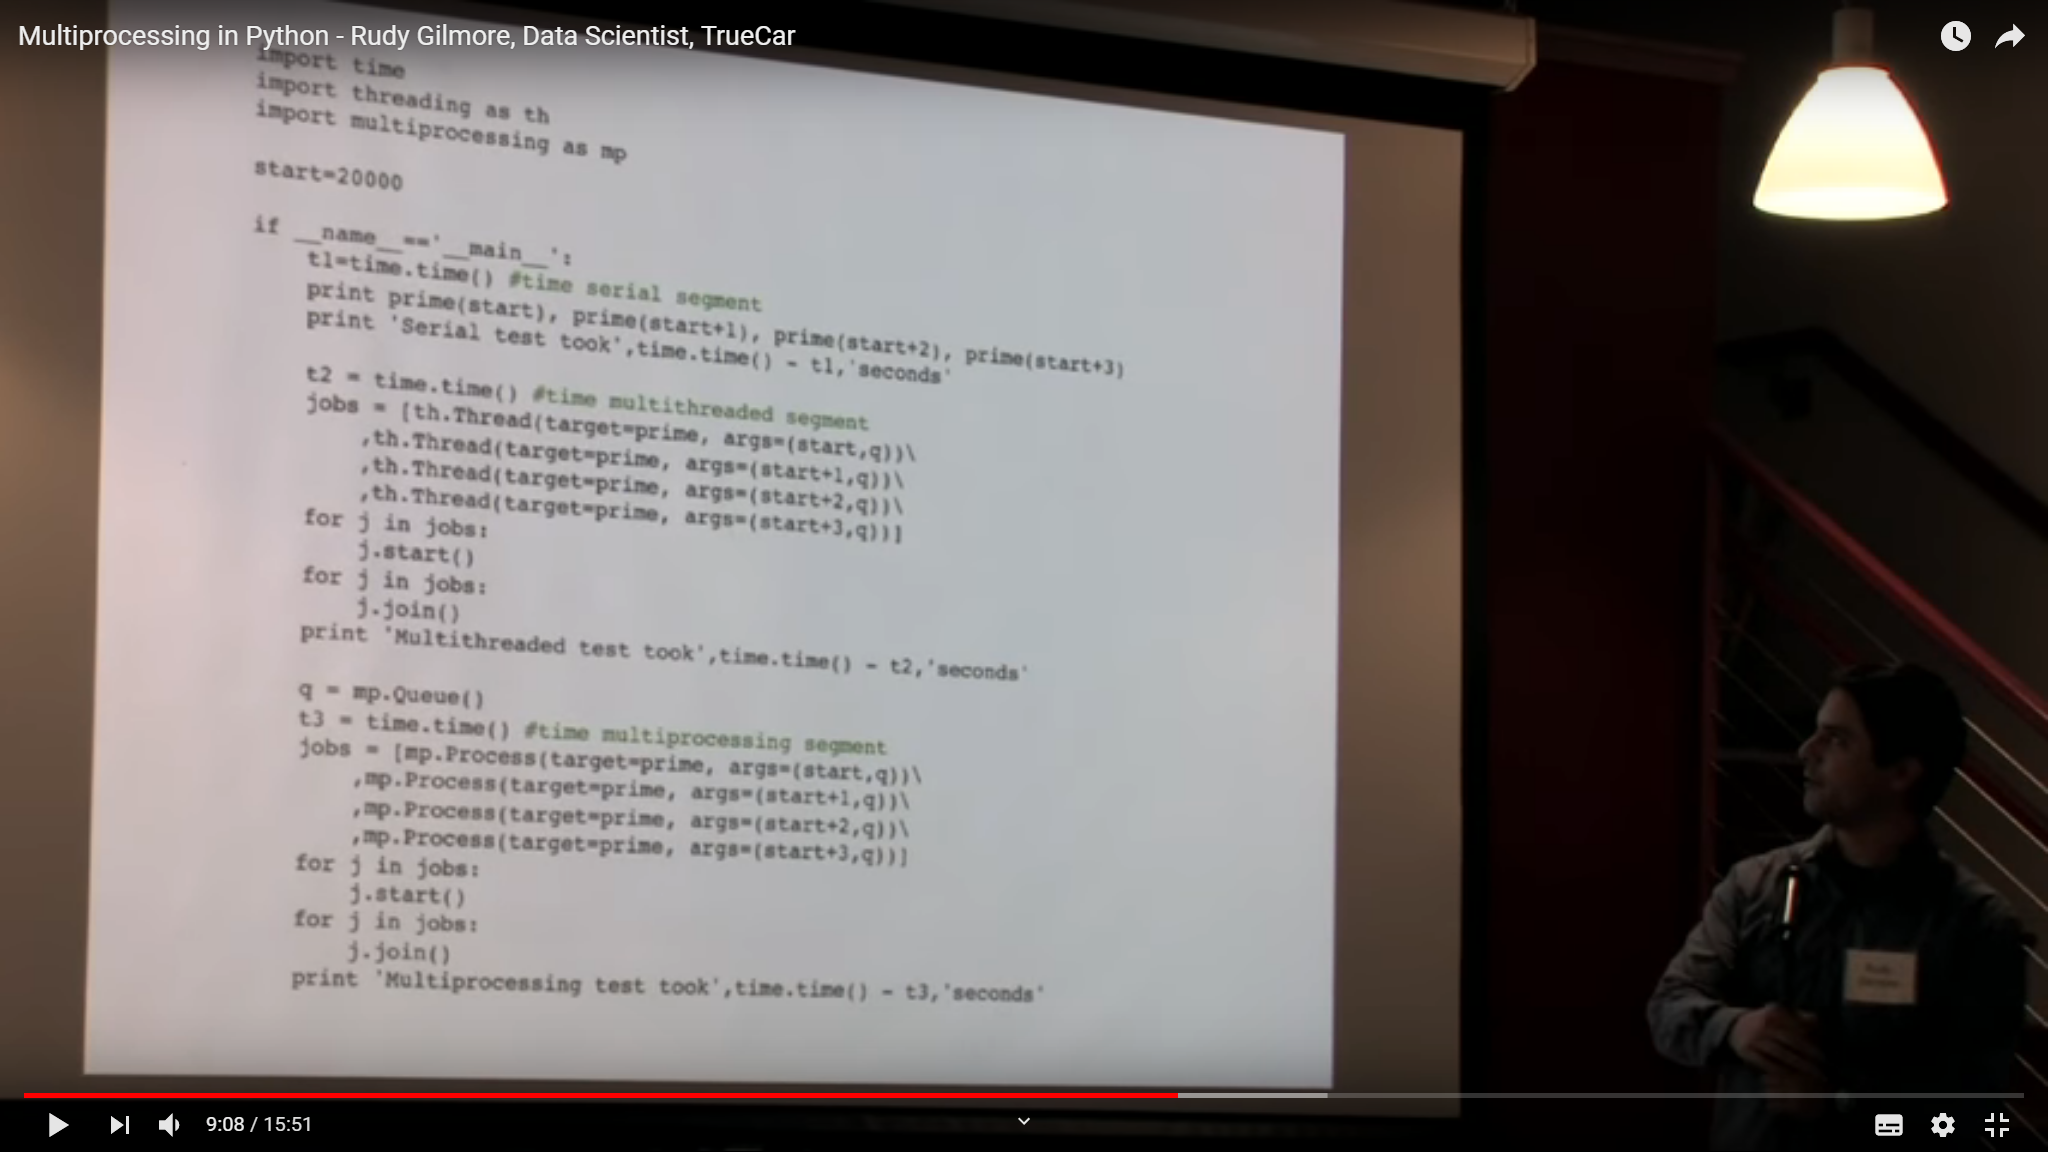 Multiprocessing in Python - Rudy Gilmore, Data Scientist, TrueCar
import time
import threading as th
import multiprocessing as mp
start=20000
if __name__=='__main__':
t1=time.time() #time serial segment
print prime(start), prime(start+1), prime(start+2), prime(start+3)
print 'Serial test took',time.time() - t1,'seconds'
t2 = time.time() #time multithreaded segment
jobs = [th.Thread(target=prime, args=(start,q))\
,th.Thread(target=prime, args=(start+1,q))\
,th.Thread(target=prime, args=(start+2,q))\
,th.Thread(target=prime, args=(start+3,q))]
for j in jobs:
j.start()
for j in jobs:
j.join()
print 'Multithreaded test took',time.time() - t2,'seconds'
q = mp.Queue()
t3 = time.time() #time multiprocessing segment
jobs = [mp.Process(target=prime, args=(start,q))\
,mp.Process(target=prime, args=(start+1,q))\
,mp.Process(target=prime, args=(start+2,q))\
,mp.Process(target=prime, args=(start+3,q))]
for j in jobs:
j.start()
for j in jobs:
j.join()
print 'Multiprocessing test took',time.time() - t3,'seconds'
9:08 / 15:51